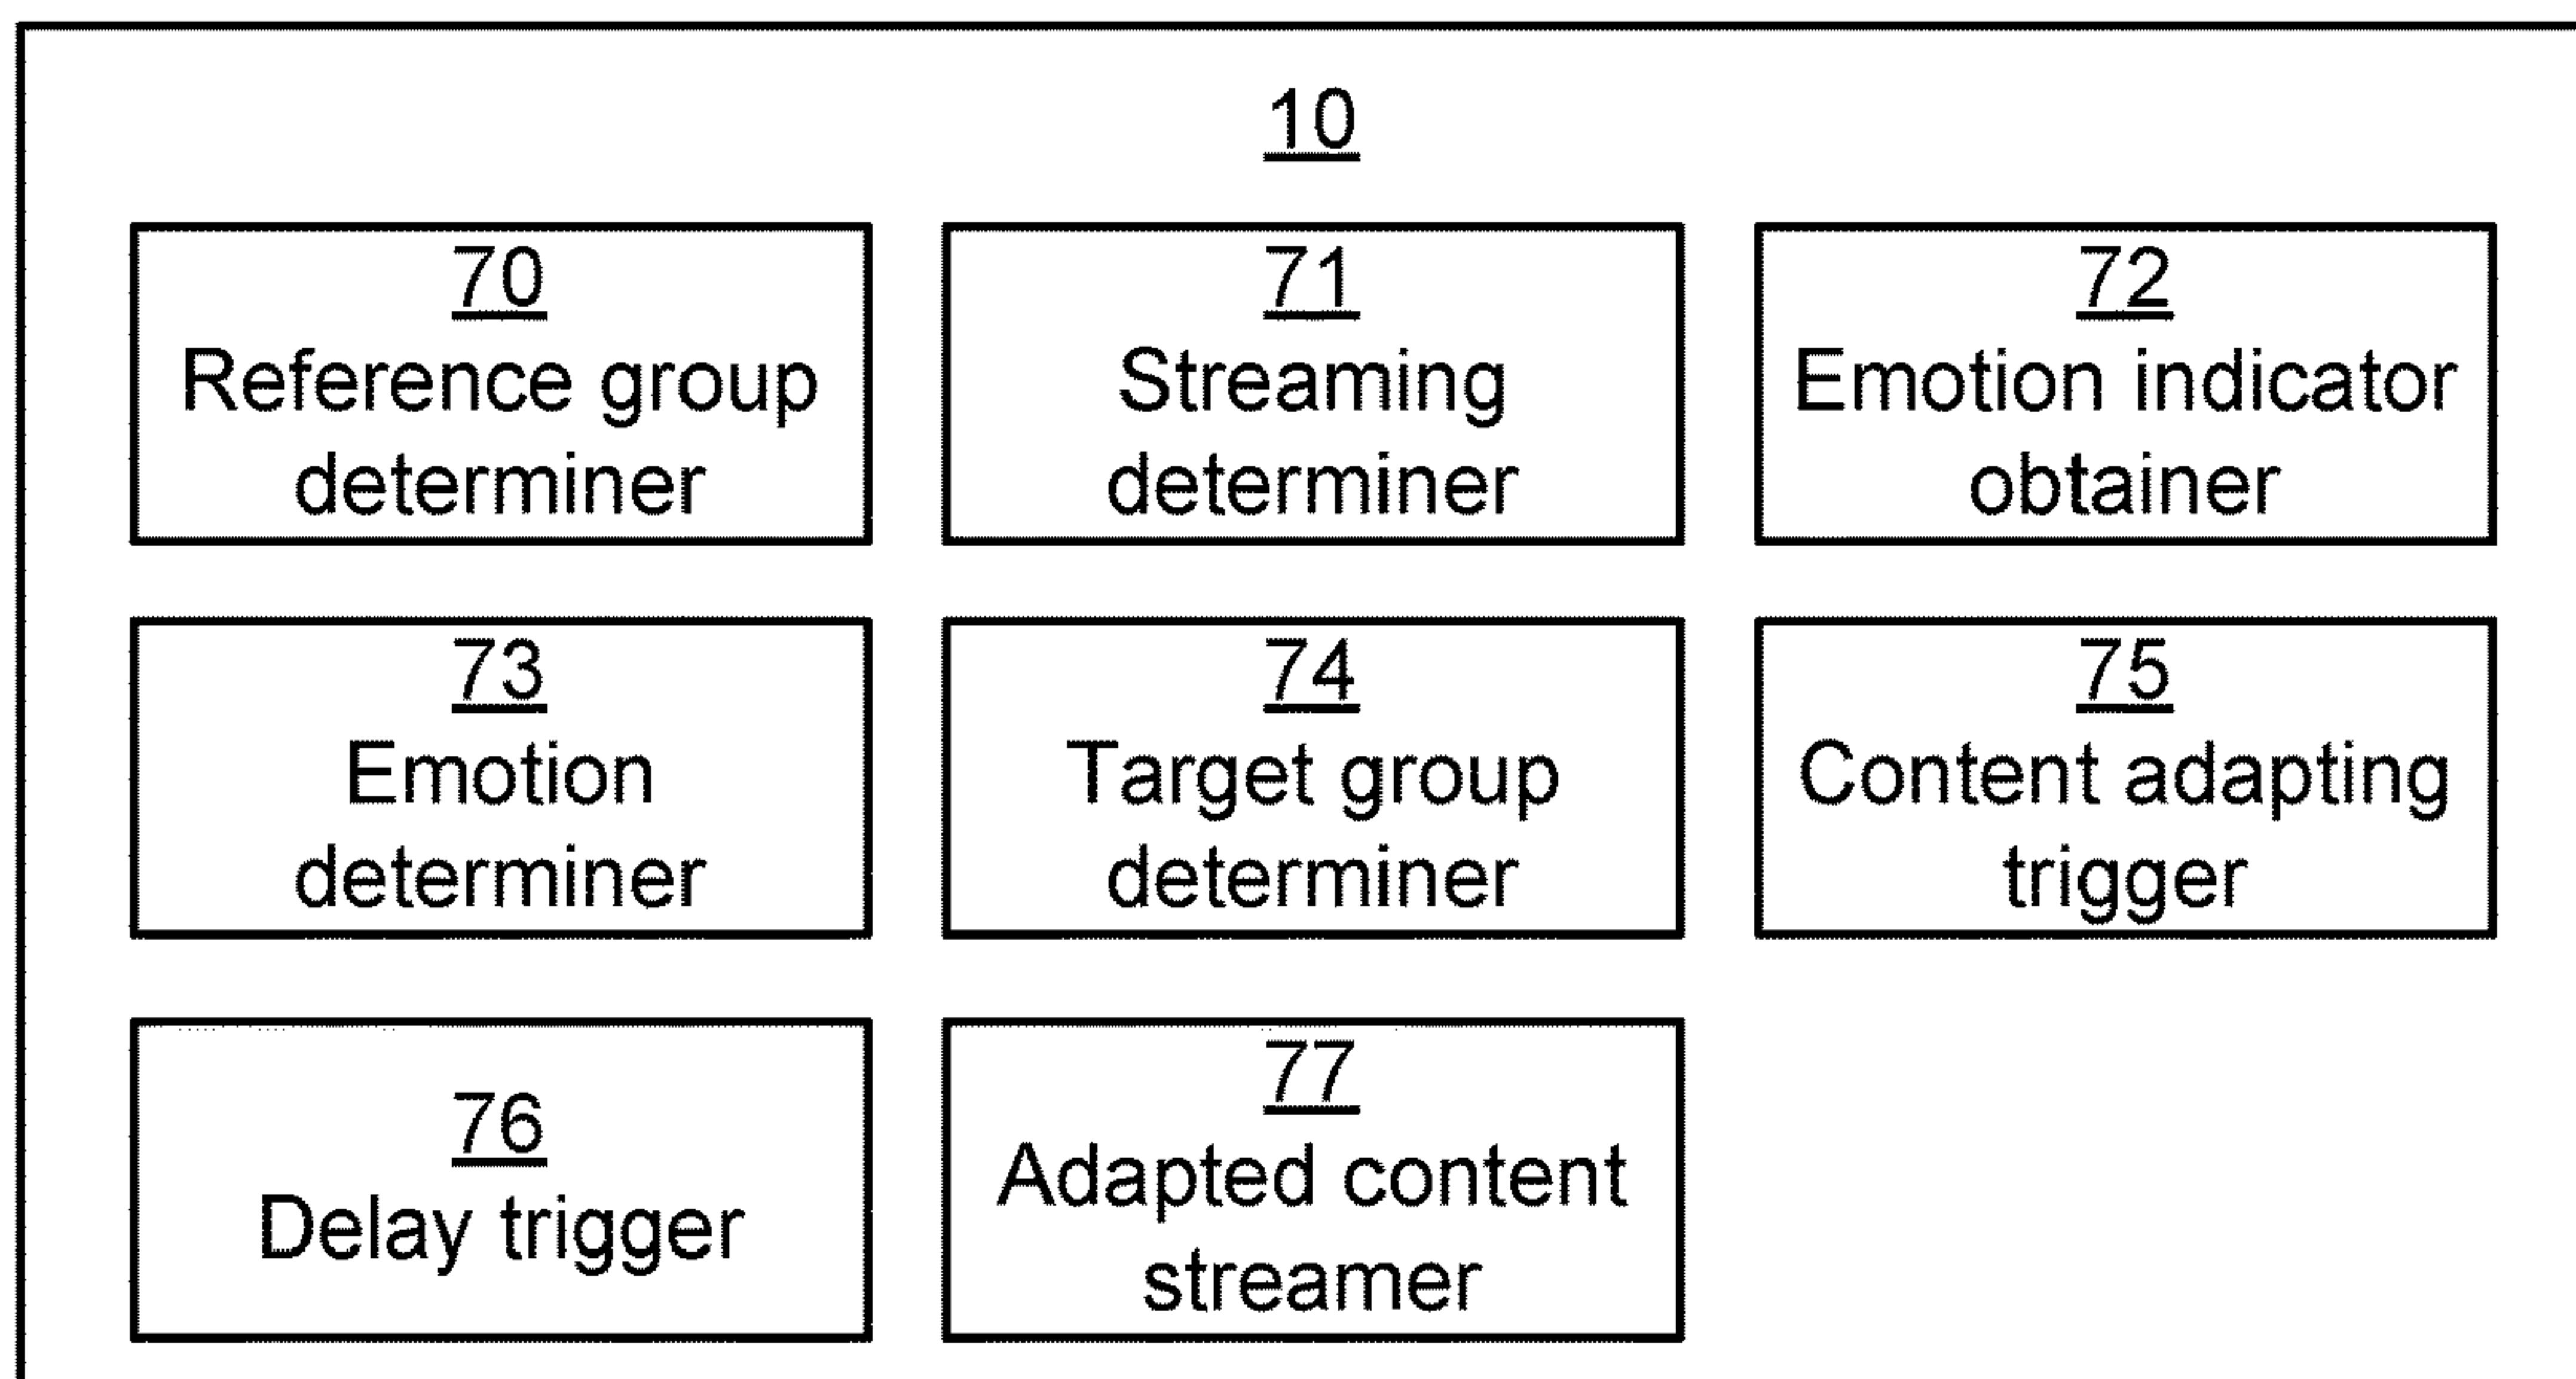 10
70
Reference group
determiner
71
Streaming
determiner
72
Emotion indicator
obtainer
73
Emotion
determiner
74
Target group
determiner
75
Content adapting
trigger
76
Delay trigger
77
Adapted content
streamer